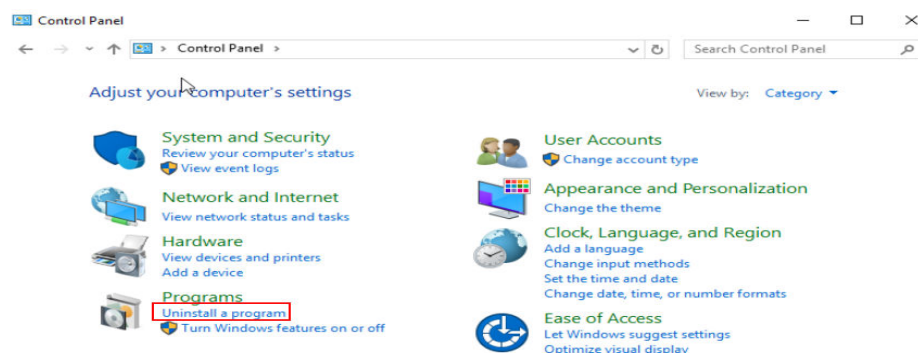 Control Panel
Control Panel
Search Control Panel
Adjust your computer's settings
View by: Category
System and Security
Review your computer's status
View event logs
Network and Internet
View network status and tasks
Hardware
View devices and printers
Add a device
Programs
Uninstall a program
Turn Windows features on or off
User Accounts
Change account type
Appearance and Personalization
Change the theme
Clock, Language, and Region
Add a language
Change input methods
Set the time and date
Change date, time, or number formats
Ease of Access
Let Windows suggest settings
Optimize visual display